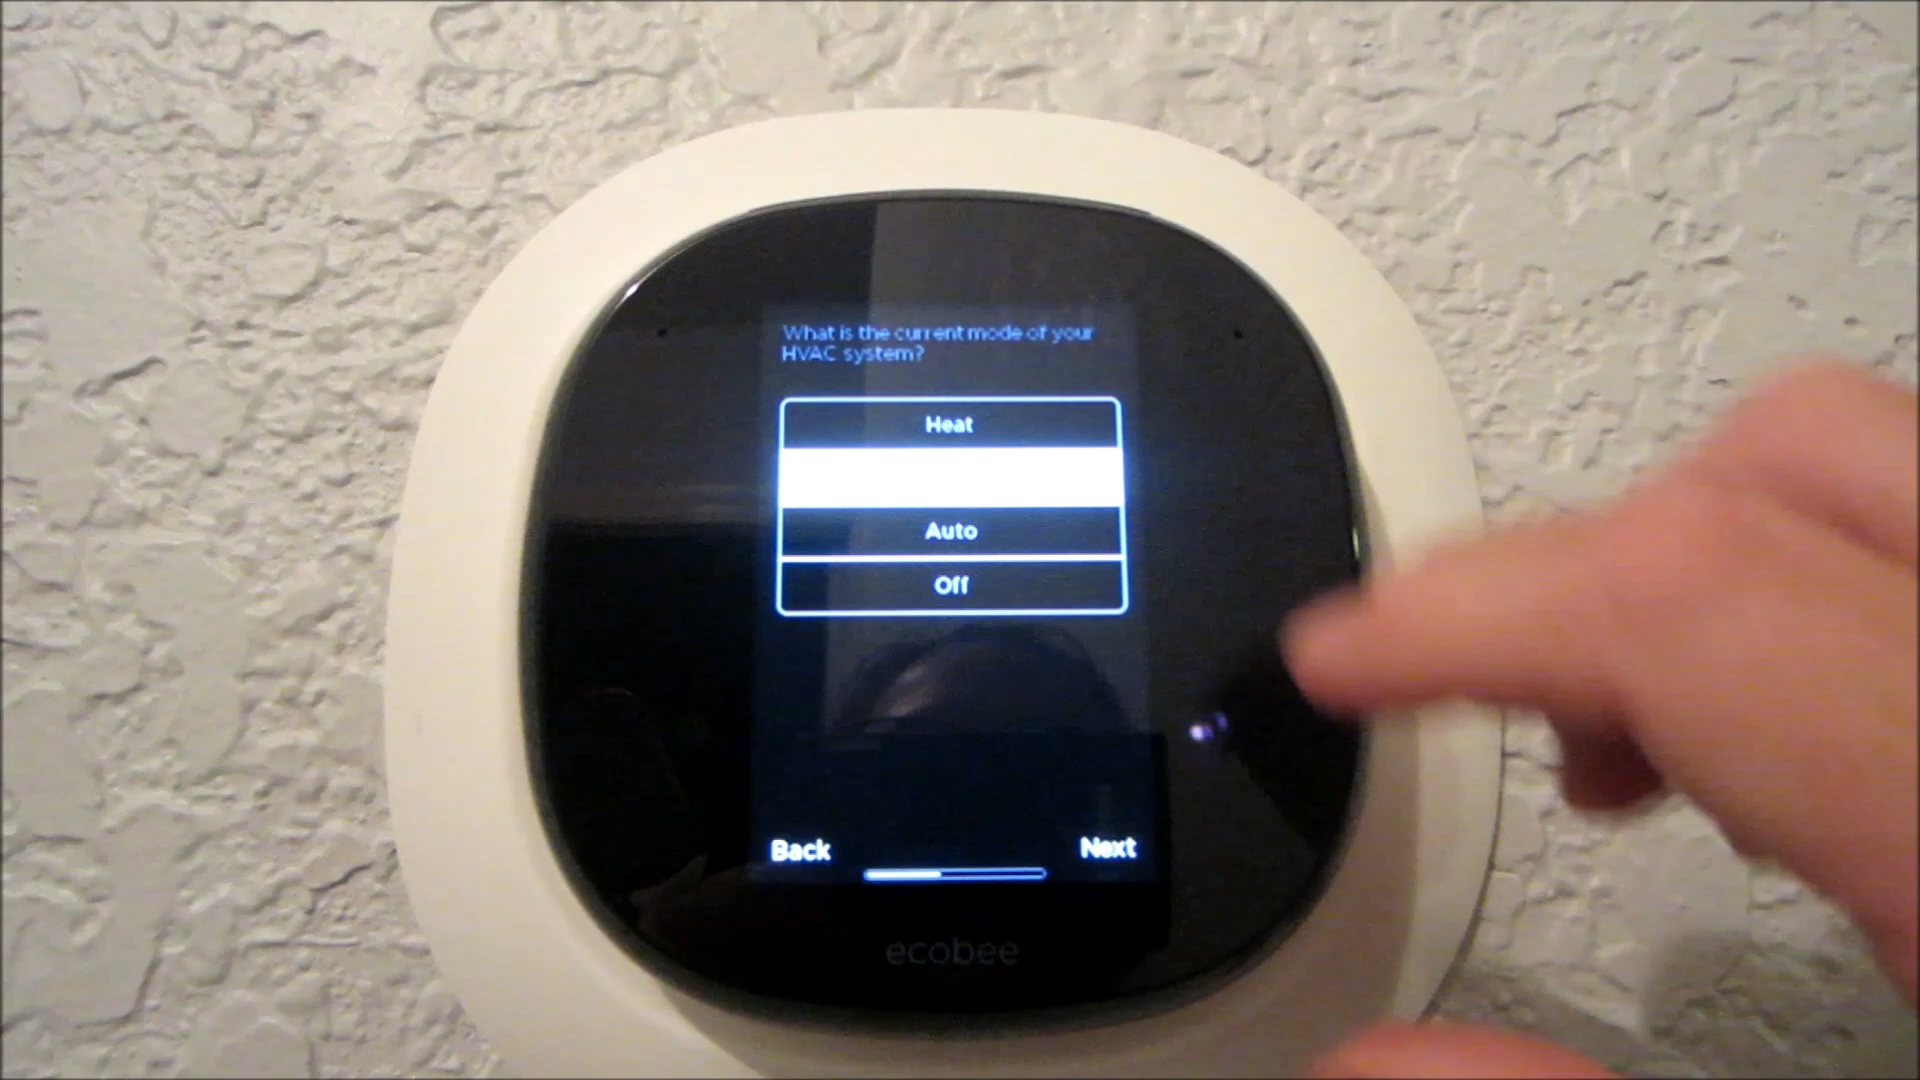 What is the current mode of your
HVAC system?
Heat
Auto
Off
Back
Next
ecobee